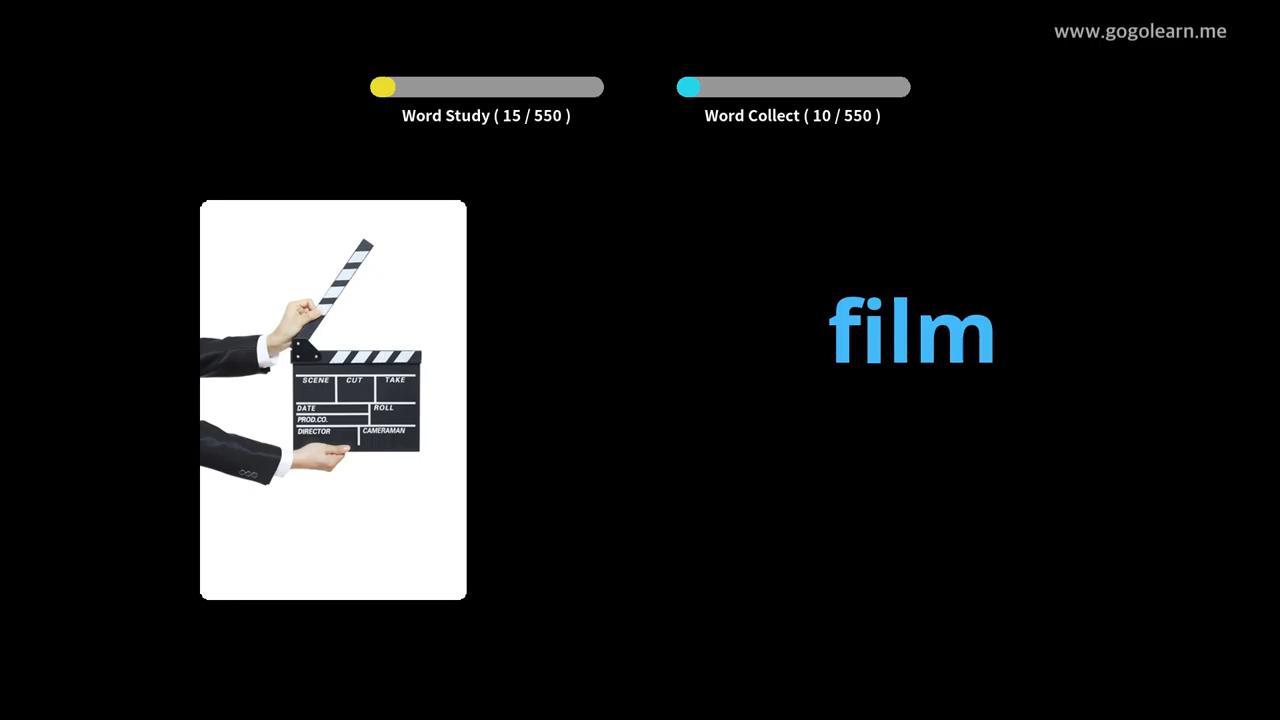 www.gogolearn.me
Word Study ( 15 / 550 )
Word Collect ( 10 / 550 )
film
SCENE CUT TAKE
DATE ROLL
PROD.CO.
DIRECTOR CAMERAMAN